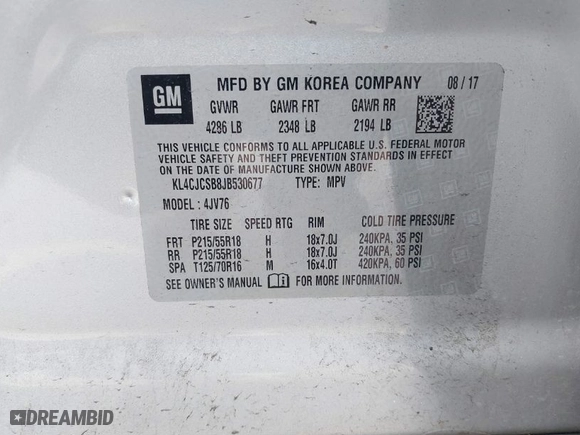 GM
MFD BY GM KOREA COMPANY 08/17
GVWR GAWR FRT GAWR RR
4286 LB 2348 LB 2194 LB
THIS VEHICLE CONFORMS TO ALL APPLICABLE U.S. FEDERAL MOTOR
VEHICLE SAFETY AND THEFT PREVENTION STANDARDS IN EFFECT
ON THE DATE OF MANUFACTURE SHOWN ABOVE.
KL4CJCSB8JB530677 TYPE: MPV
MODEL: 4JV76
TIRE SIZE SPEED RTG RIM COLD TIRE PRESSURE
FRT P215/55R18 H 18x7.0J 240KPA, 35 PSI
RR P215/55R18 H 18x7.0J 240KPA, 35 PSI
SPA T125/70R16 M 16x4.0T 420KPA, 60 PSI
SEE OWNER'S MANUAL FOR MORE INFORMATION.
DREAMBID